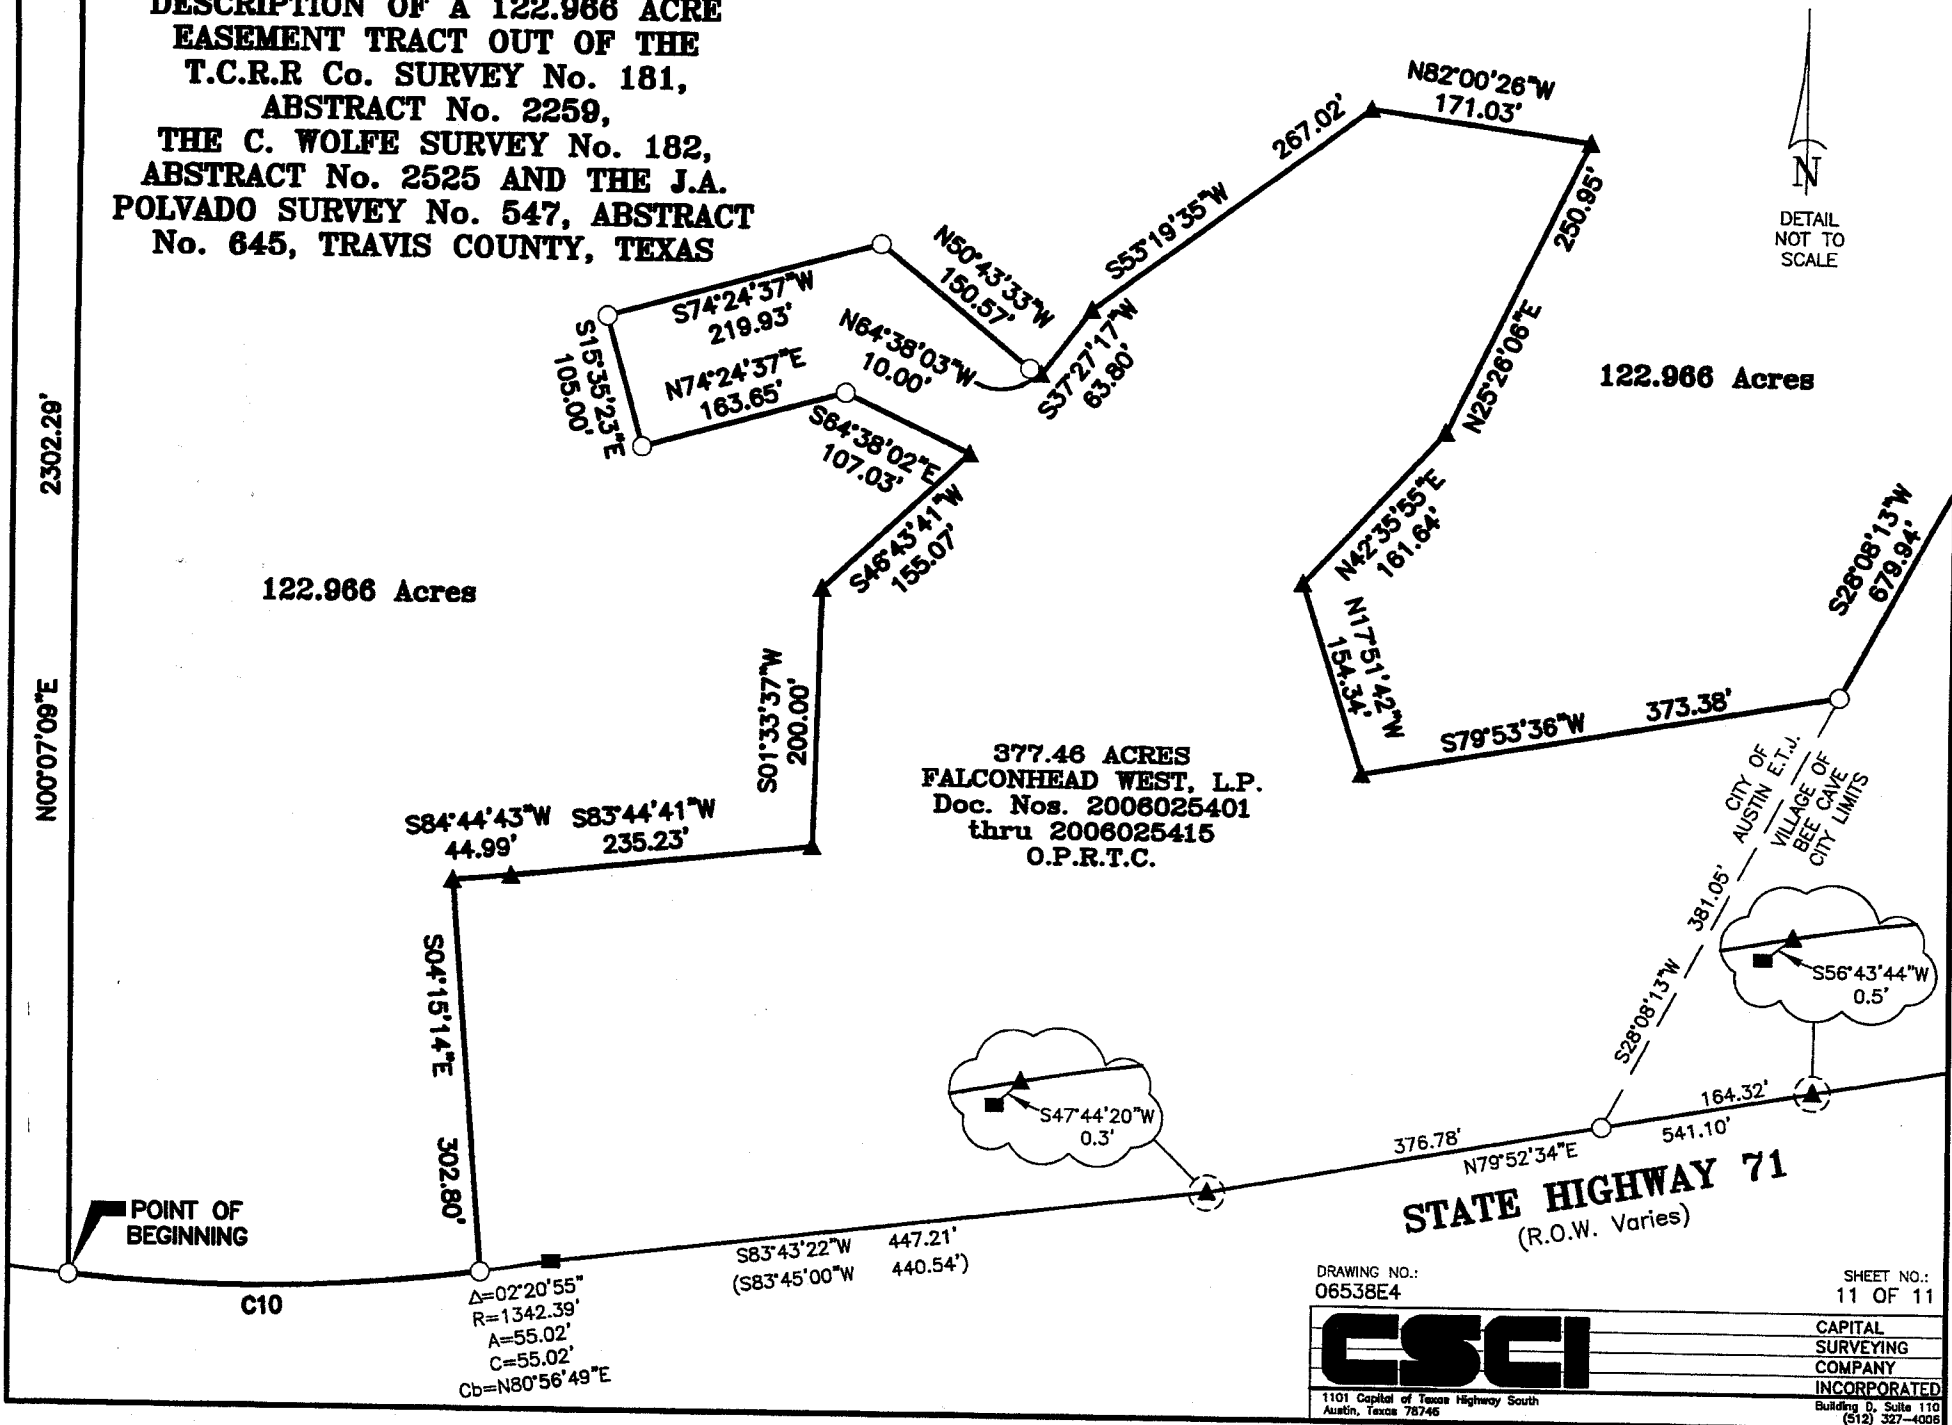 DESCRIPTION OF A 122.966 ACRE
EASEMENT TRACT OUT OF THE
T.C.R.R Co. SURVEY No. 181,
ABSTRACT No. 2259,
THE C. WOLFE SURVEY No. 182,
ABSTRACT No. 2525 AND THE J.A.
POLVADO SURVEY No. 547, ABSTRACT
No. 645, TRAVIS COUNTY, TEXAS
N82°00'26"W
171.03'
267.02'
S53°19'35"W
250.95'
N25°26'06"E
N
DETAIL
NOT TO
SCALE
N50°43'33"W
150.57'
S74°24'37"W
219.93'
N64°38'03"W
10.00'
S37°27'17"W
63.80'
S15°35'23"E
105.00'
N74°24'37"E
163.65'
S64°38'02"E
107.03'
122.966 Acres
2302.29'
N00°07'09"E
S46°43'41"W
155.07'
N42°35'55"E
161.64'
S28°08'13"W
679.94'
122.966 Acres
N17°51'42"W
154.34'
S01°33'37"W
200.00'
S79°53'36"W 373.38'
377.46 ACRES
FALCONHEAD WEST, L.P.
Doc. Nos. 2006025401
thru 2006025415
O.P.R.T.C.
CITY OF
AUSTIN E.T.J.
VILLAGE OF
BEE CAVE
CITY LIMITS
S84°44'43"W
44.99'
S83°44'41"W
235.23'
S04°15'14"E 302.80'
S28°08'13"W 381.05'
S56°43'44"W
0.5'
S47°44'20"W
0.3'
164.32'
376.78'
541.10'
N79°52'34"E
STATE HIGHWAY 71
(R.O.W. Varies)
POINT OF
BEGINNING
C10
S83°43'22"W 447.21'
(S83°45'00"W 440.54')
Δ=02°20'55"
R=1342.39'
A=55.02'
C=55.02'
Cb=N80°56'49"E
DRAWING NO.:
06538E4
SHEET NO.:
11 OF 11
CSCI
CAPITAL
SURVEYING
COMPANY
INCORPORATED
1101 Capital of Texas Highway South
Austin, Texas 78746
Building D, Suite 110
(512) 327-4006